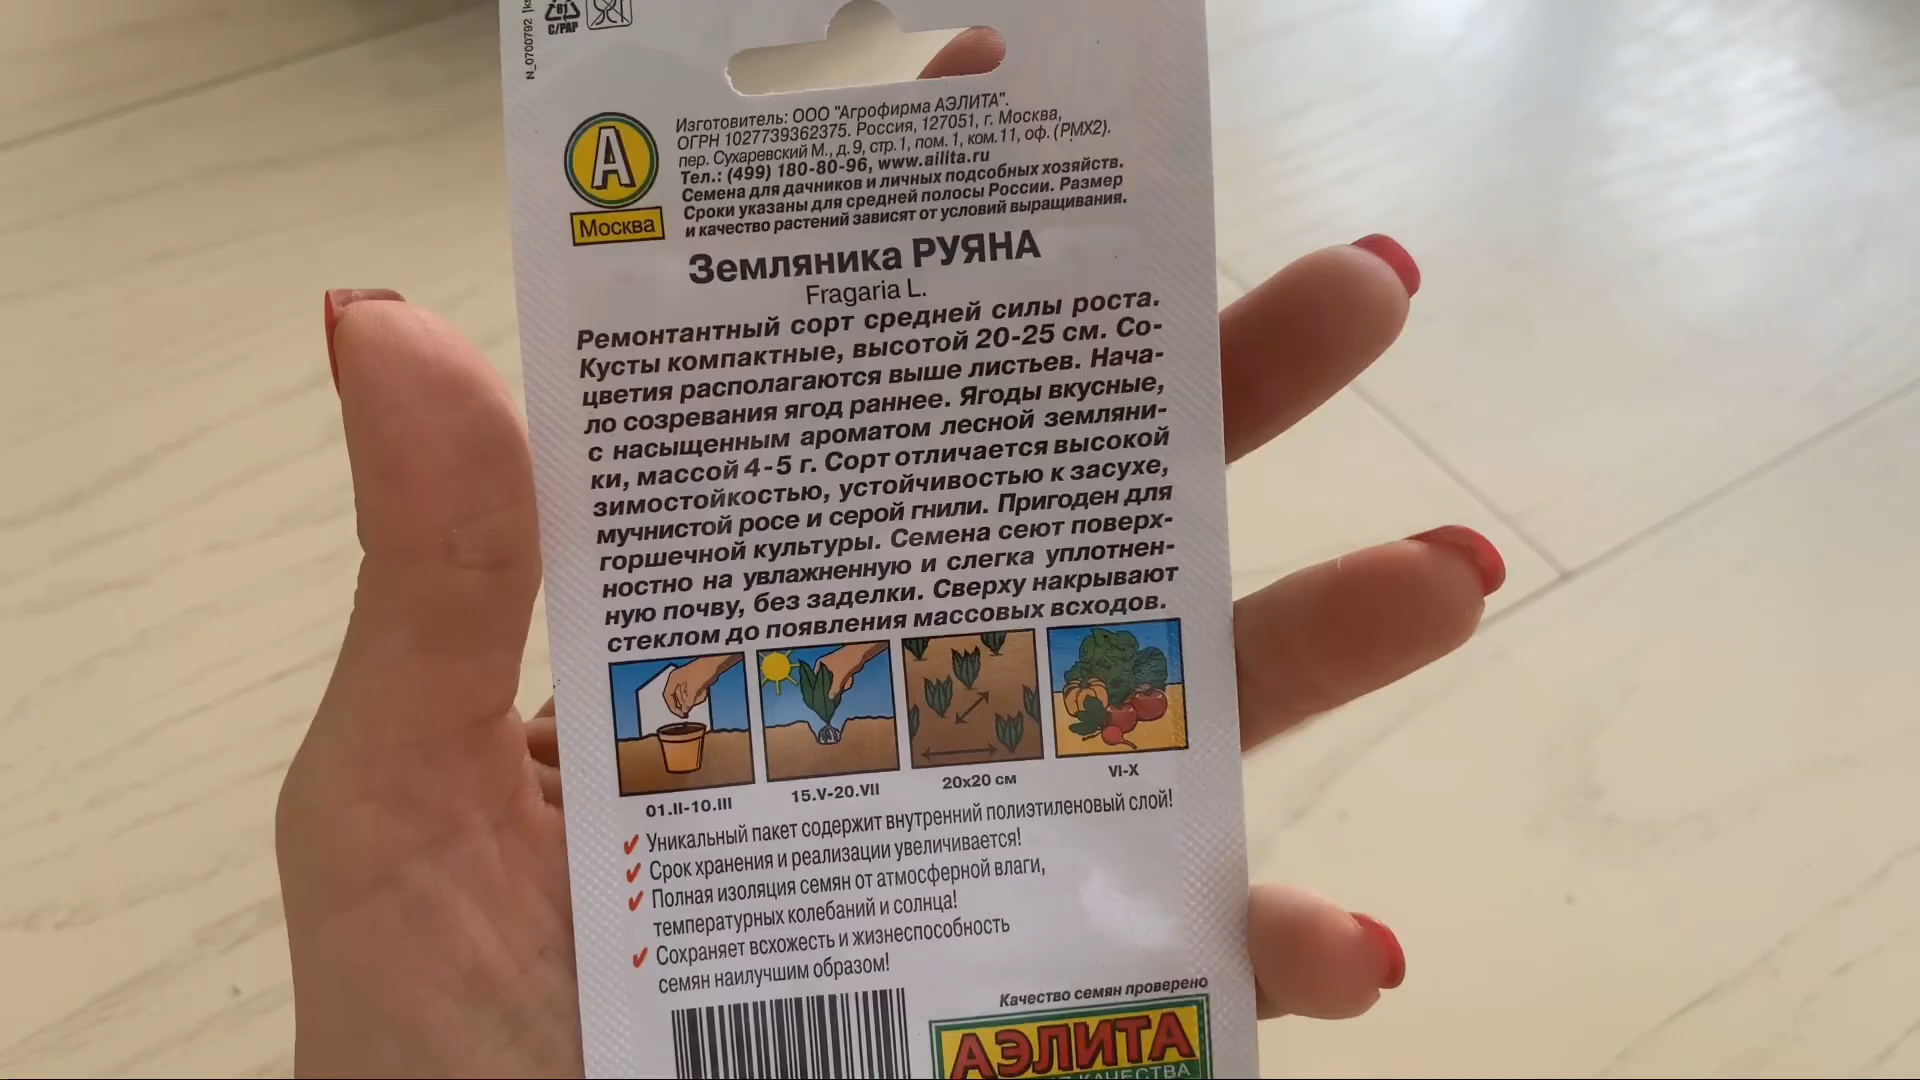 N_0700792
81
C/PAP
Изготовитель: ООО "Агрофирма АЭЛИТА".
ОГРН 1027739362375. Россия, 127051, г. Москва,
пер. Сухаревский М., д. 9, стр. 1, пом. 1, ком. 11, оф. (РМХ2).
Тел.: (499) 180-80-96, www.ailita.ru
Семена для дачников и личных подсобных хозяйств.
Сроки указаны для средней полосы России. Размер
и качество растений зависят от условий выращивания.
А
Москва
Земляника РУЯНА
Fragaria L.
Ремонтантный сорт средней силы роста.
Кусты компактные, высотой 20-25 см. Со-
цветия располагаются выше листьев. Нача-
ло созревания ягод раннее. Ягоды вкусные,
с насыщенным ароматом лесной земляни-
ки, массой 4-5 г. Сорт отличается высокой
зимостойкостью, устойчивостью к засухе,
мучнистой росе и серой гнили. Пригоден для
горшечной культуры. Семена сеют поверх-
ностно на увлажненную и слегка уплотнен-
ную почву, без заделки. Сверху накрывают
стеклом до появления массовых всходов.
01.II-10.III
15.V-20.VII
20x20 см
VI-X
Уникальный пакет содержит внутренний полиэтиленовый слой!
Срок хранения и реализации увеличивается!
Полная изоляция семян от атмосферной влаги,
температурных колебаний и солнца!
Сохраняет всхожесть и жизнеспособность
семян наилучшим образом!
Качество семян проверено
АЭЛИТА
КАЧЕСТВА